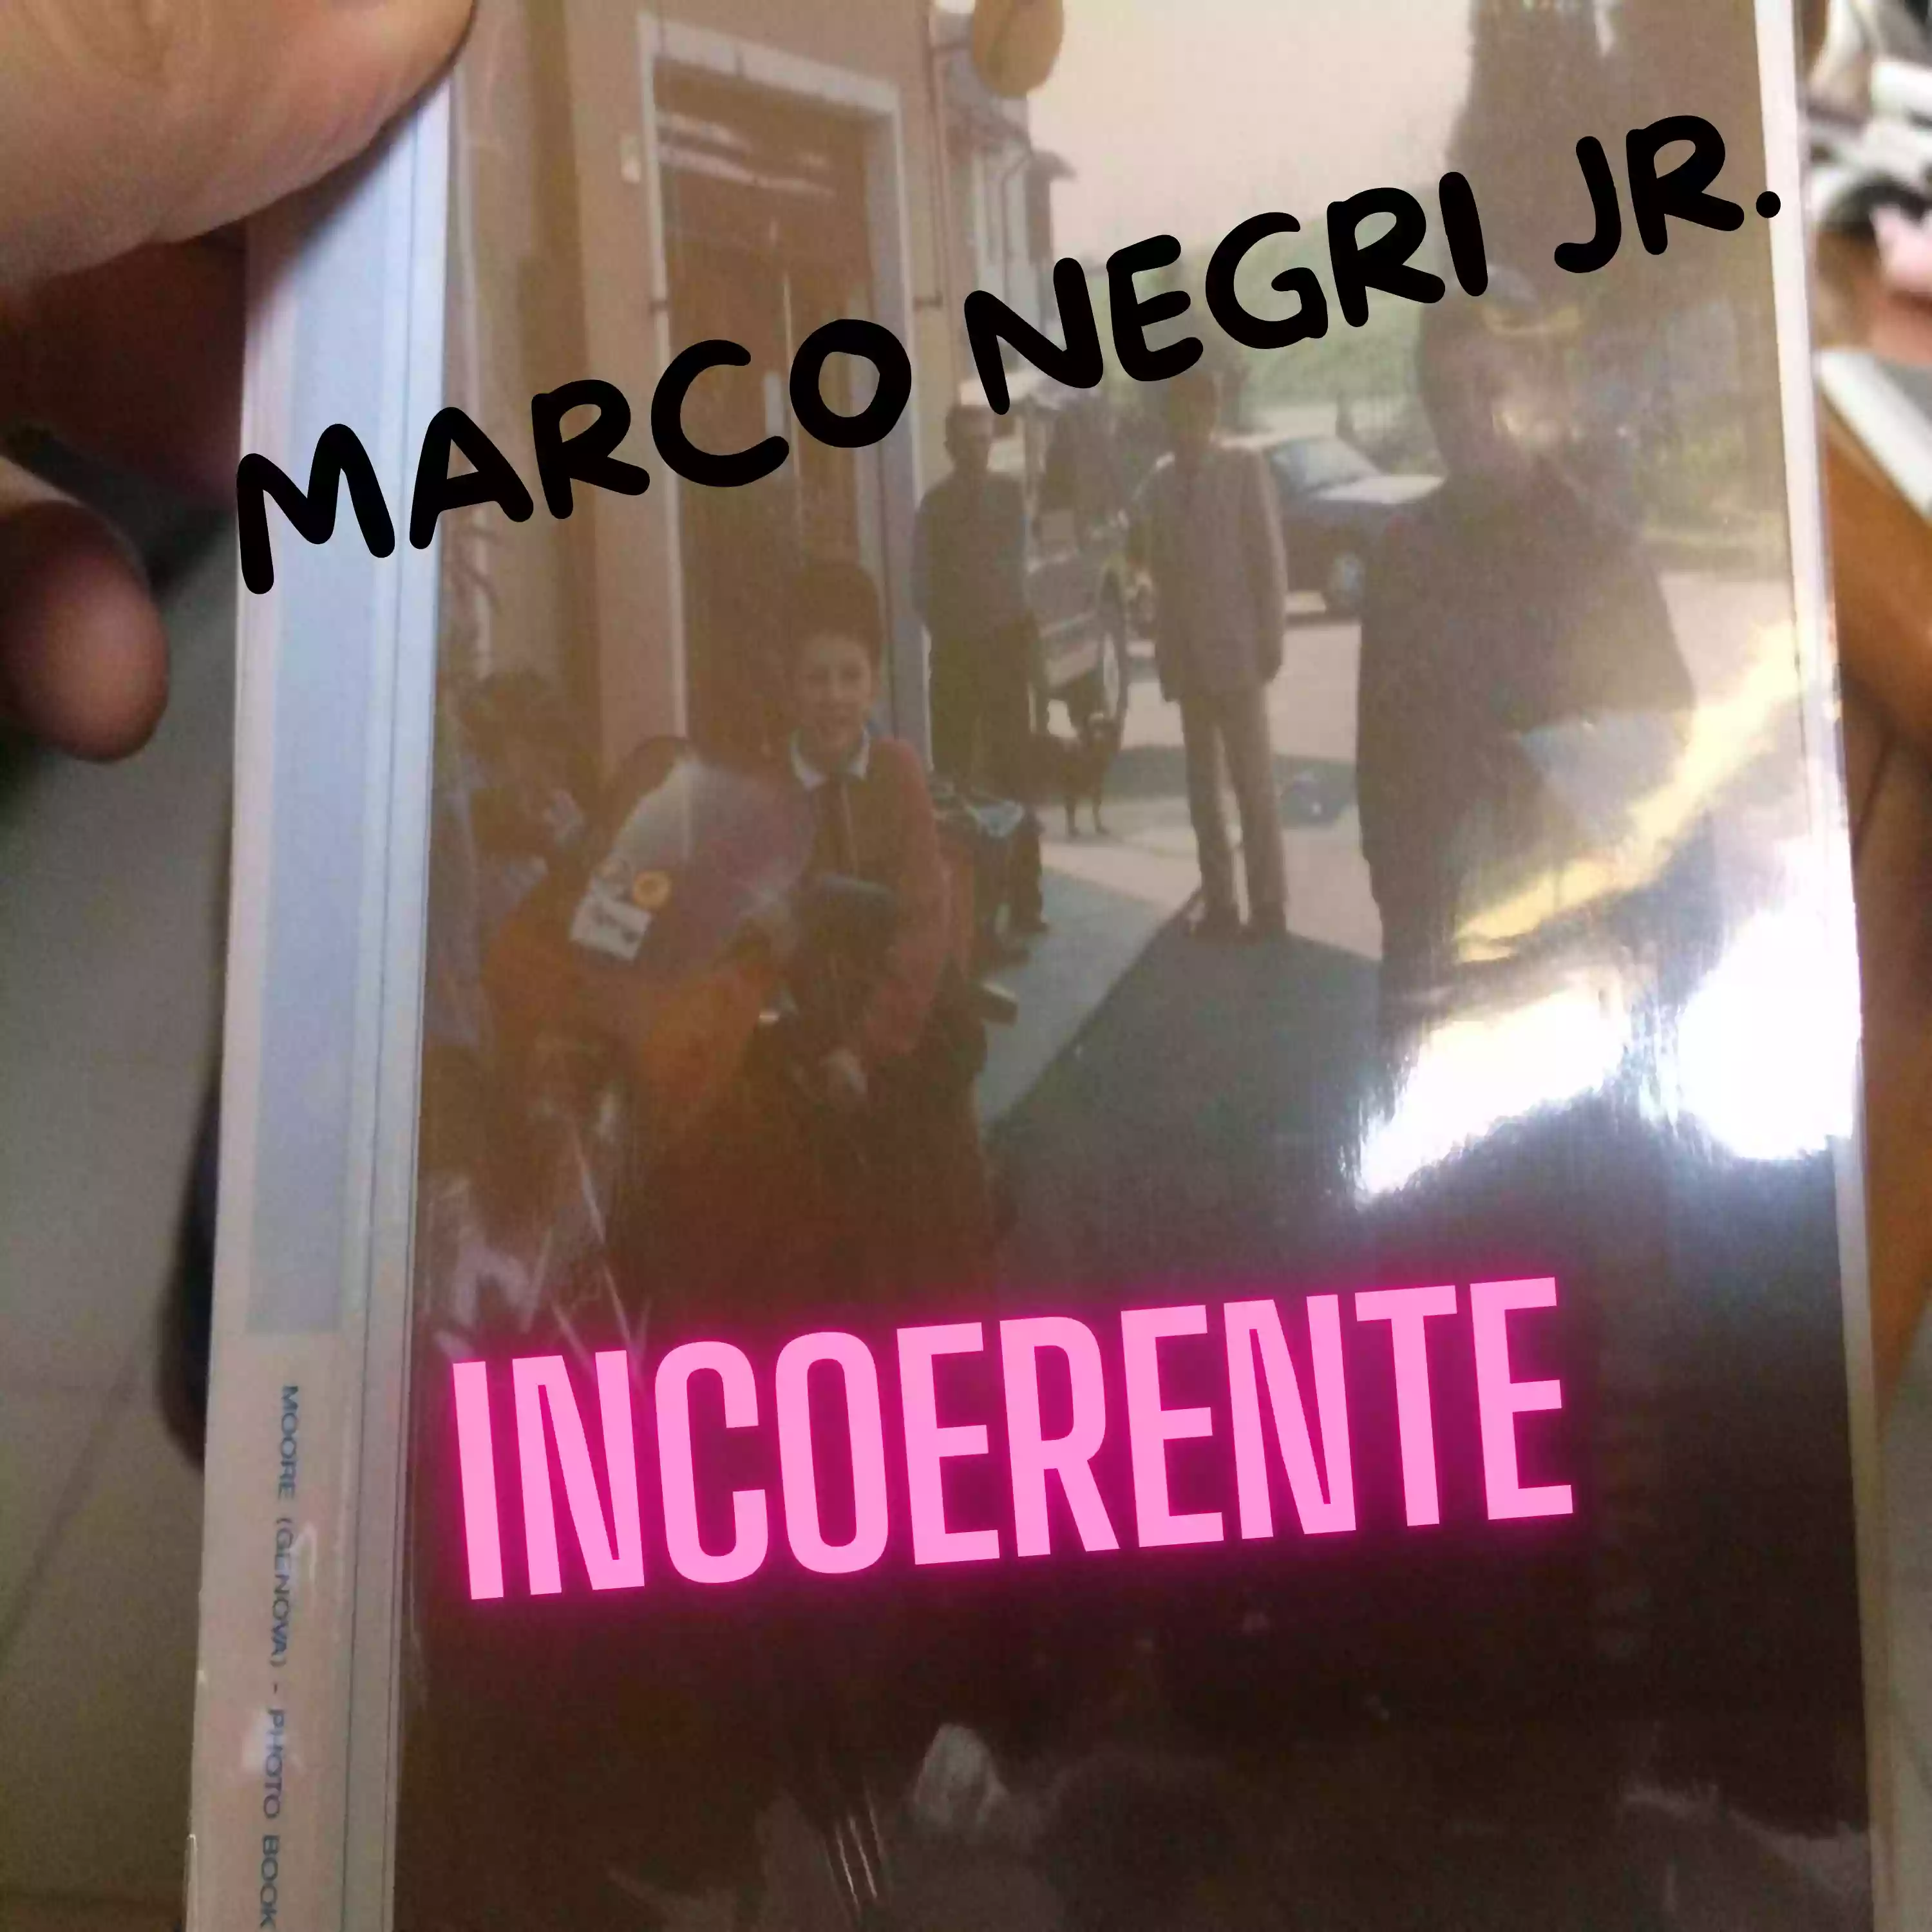 MARCO NEGRI JR.
INCOERENTE
MOORE (GENOVA) - PHOTO BOOK